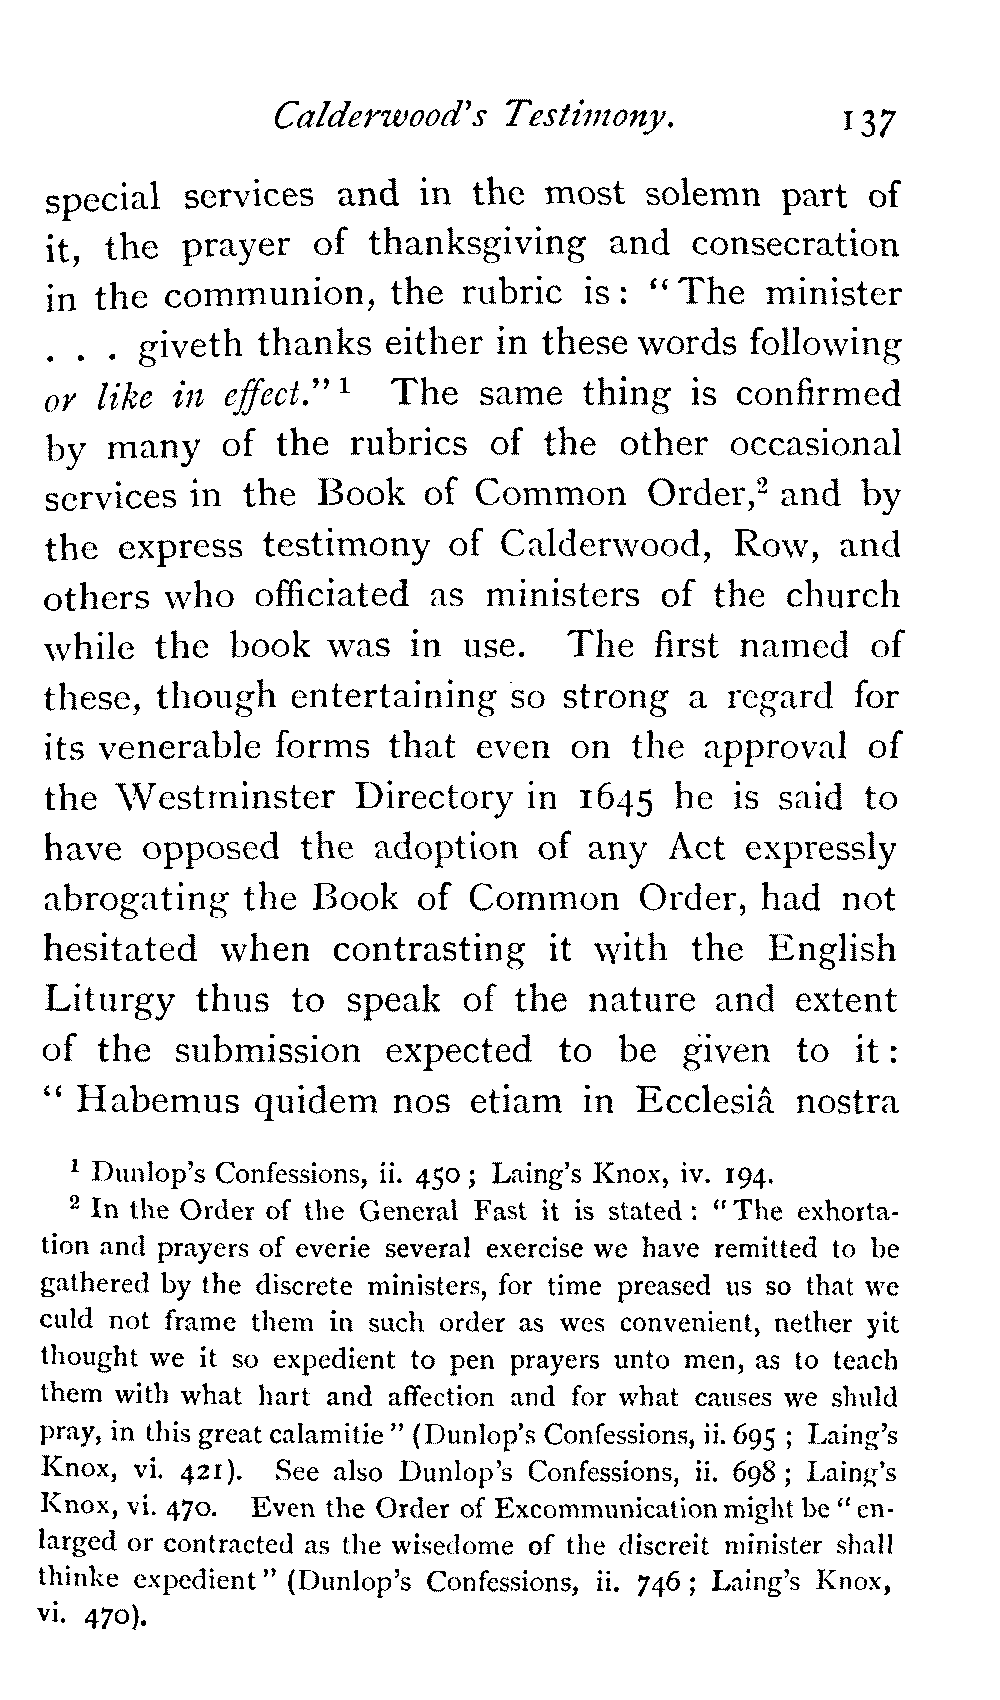 Calderwood's Testimony. 137
special services and in the most solemn part of
it, the prayer of thanksgiving and consecration
in the communion, the rubric is: "The minister
. . . giveth thanks either in these words following
or like in effect."¹ The same thing is confirmed
by many of the rubrics of the other occasional
services in the Book of Common Order,² and by
the express testimony of Calderwood, Row, and
others who officiated as ministers of the church
while the book was in use. The first named of
these, though entertaining so strong a regard for
its venerable forms that even on the approval of
the Westminster Directory in 1645 he is said to
have opposed the adoption of any Act expressly
abrogating the Book of Common Order, had not
hesitated when contrasting it with the English
Liturgy thus to speak of the nature and extent
of the submission expected to be given to it:
"Habemus quidem nos etiam in Ecclesiâ nostra
¹ Dunlop's Confessions, ii. 450; Laing's Knox, iv. 194.
² In the Order of the General Fast it is stated: "The exhorta-
tion and prayers of everie several exercise we have remitted to be
gathered by the discrete ministers, for time preased us so that we
culd not frame them in such order as wes convenient, nether yit
thought we it so expedient to pen prayers unto men, as to teach
them with what hart and affection and for what causes we shuld
pray, in this great calamitie" (Dunlop's Confessions, ii. 695; Laing's
Knox, vi. 421). See also Dunlop's Confessions, ii. 698; Laing's
Knox, vi. 470. Even the Order of Excommunication might be "en-
larged or contracted as the wisedome of the discreit minister shall
thinke expedient" (Dunlop's Confessions, ii. 746; Laing's Knox,
vi. 470).